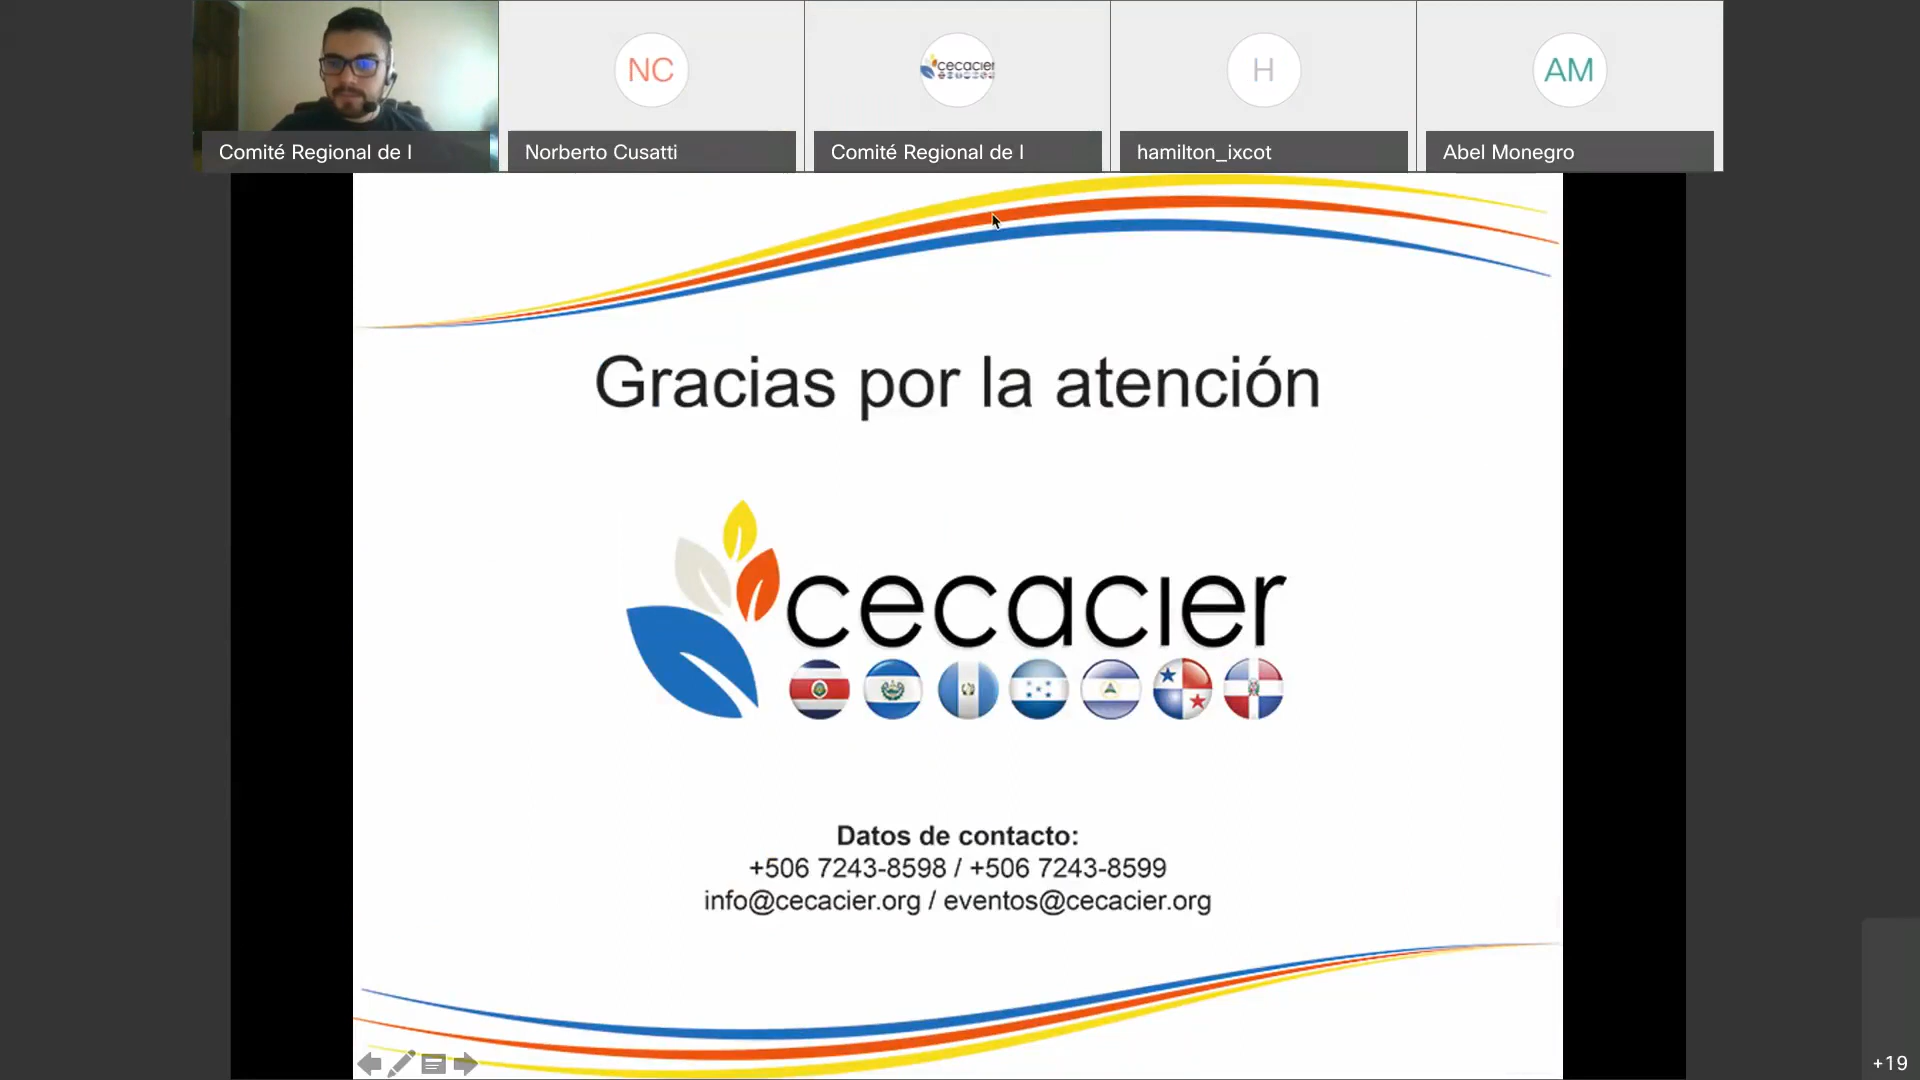 NC
cecacier
H
AM
Comité Regional de I
Norberto Cusatti
Comité Regional de I
hamilton_ixcot
Abel Monegro
Gracias por la atención
cecacier
Datos de contacto:
+506 7243-8598 / +506 7243-8599
info@cecacier.org / eventos@cecacier.org
+19